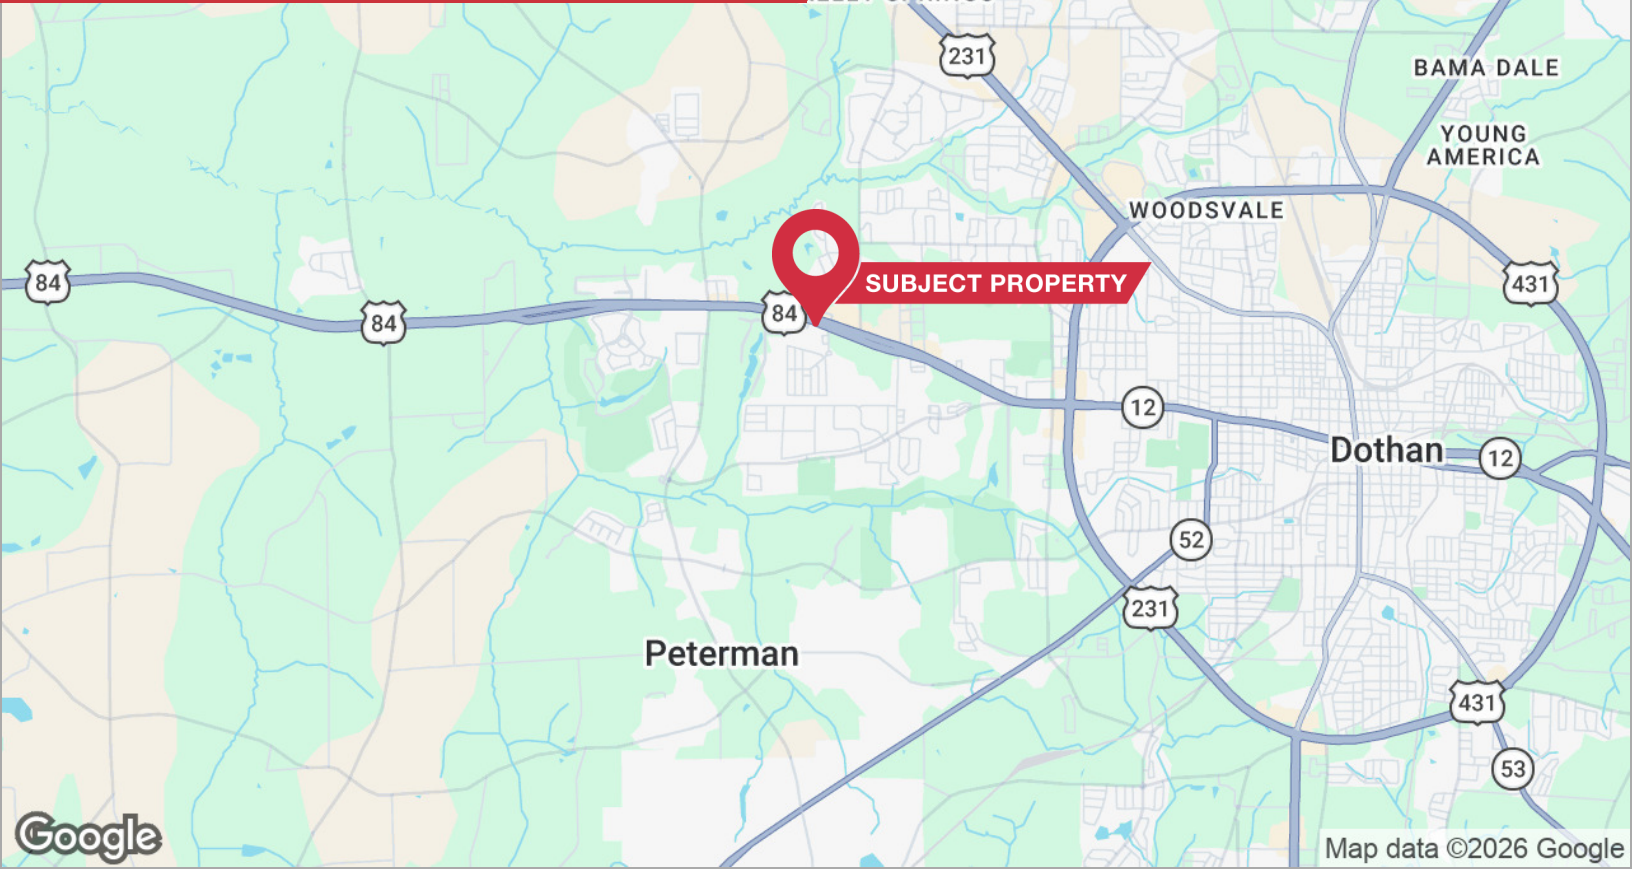 231
BAMA DALE
YOUNG
AMERICA
WOODSVALE
84
84
84
SUBJECT PROPERTY
431
12
Dothan
12
52
231
Peterman
431
53
Google
Map data ©2026 Google